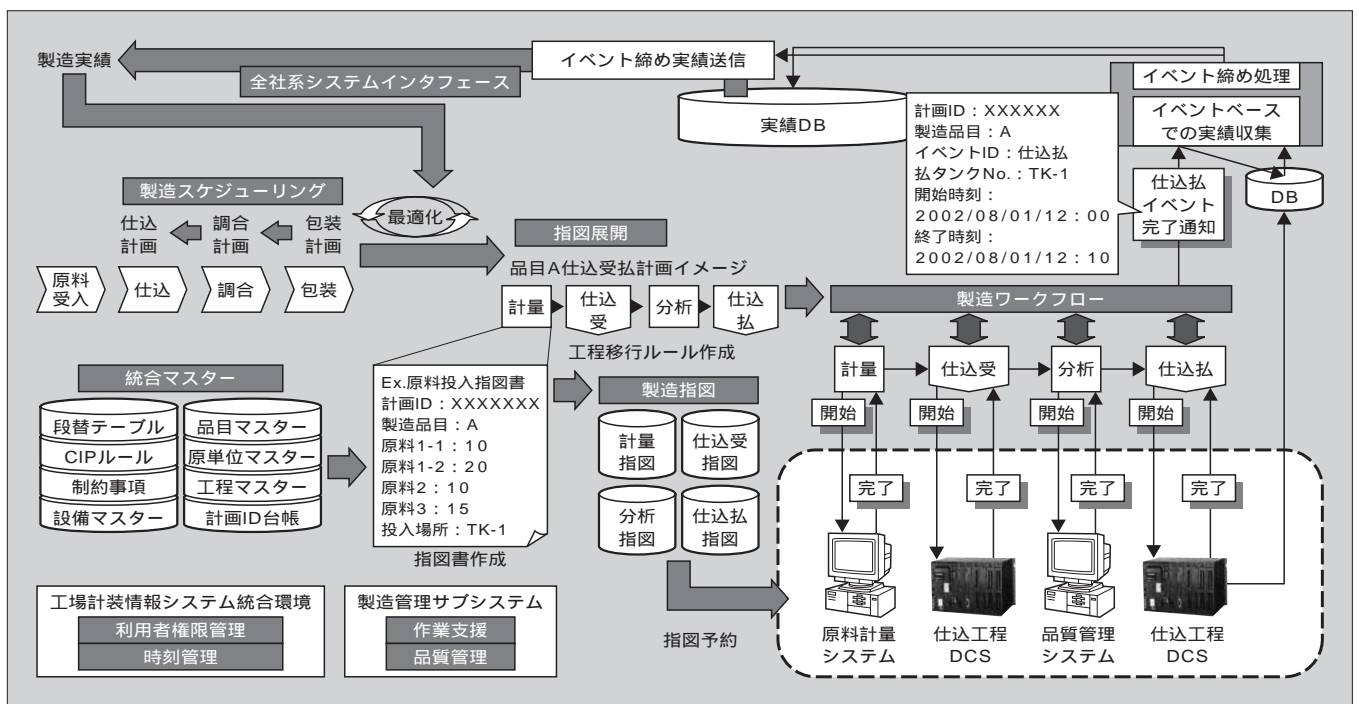 製造実績
イベント締め実績送信
全社系システムインタフェース
実績DB
イベント締め処理
イベントベース
での実績収集
計画ID：XXXXXX
製造品目：A
イベントID：仕込払
払タンクNo.：TK-1
開始時刻：
2002/08/01/12：00
終了時刻：
2002/08/01/12：10
仕込払
イベント
完了通知
DB
製造スケジューリング
仕込
計画
調合
計画
包装
計画
最適化
原料
受入
仕込
調合
包装
指図展開
品目A仕込受払計画イメージ
計量
仕込
受
分析
仕込
払
工程移行ルール作成
製造ワークフロー
計量
仕込受
分析
仕込払
開始
開始
開始
開始
完了
完了
完了
完了
統合マスター
段替テーブル
CIPルール
制約事項
設備マスター
品目マスター
原単位マスター
工程マスター
計画ID台帳
Ex.原料投入指図書
計画ID：XXXXXXX
製造品目：A
原料1-1：10
原料1-2：20
原料2：10
原料3：15
投入場所：TK-1
指図書作成
製造指図
計量
指図
仕込受
指図
分析
指図
仕込払
指図
指図予約
原料計量
システム
仕込工程
DCS
品質管理
システム
仕込工程
DCS
工場計装情報システム統合環境
利用者権限管理
時刻管理
製造管理サブシステム
作業支援
品質管理